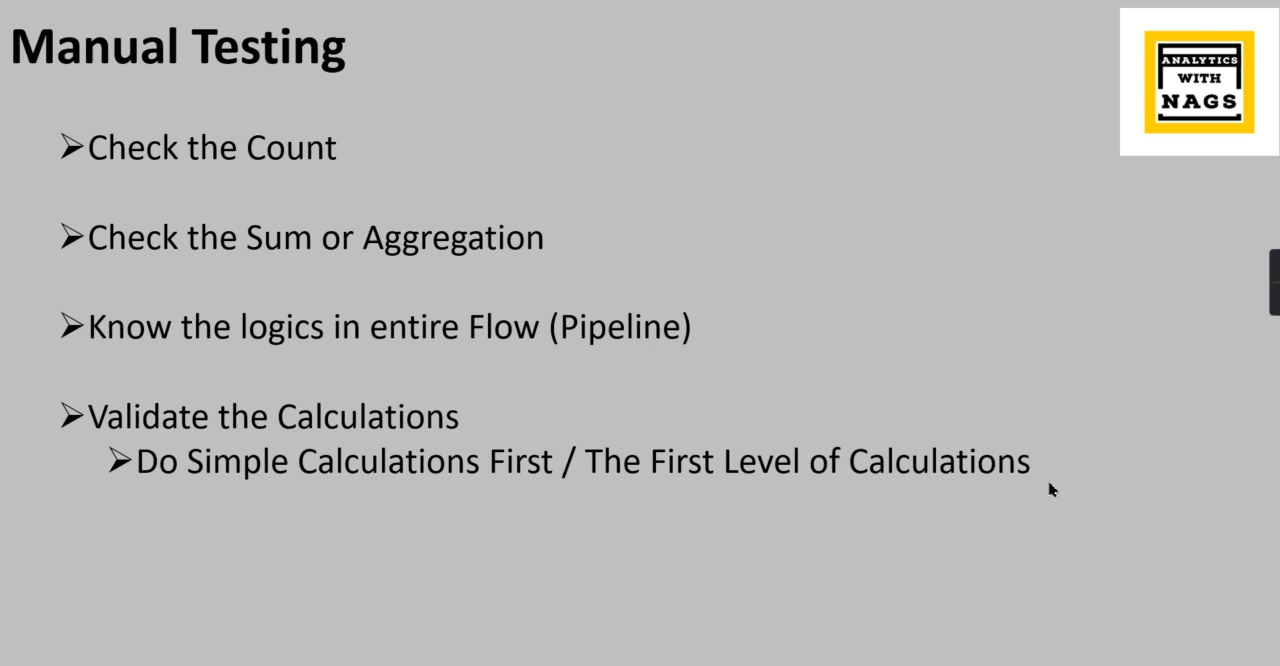 Manual Testing
ANALYTICS
WITH
NAGS
➢Check the Count
➢Check the Sum or Aggregation
➢Know the logics in entire Flow (Pipeline)
➢Validate the Calculations
➢Do Simple Calculations First / The First Level of Calculations